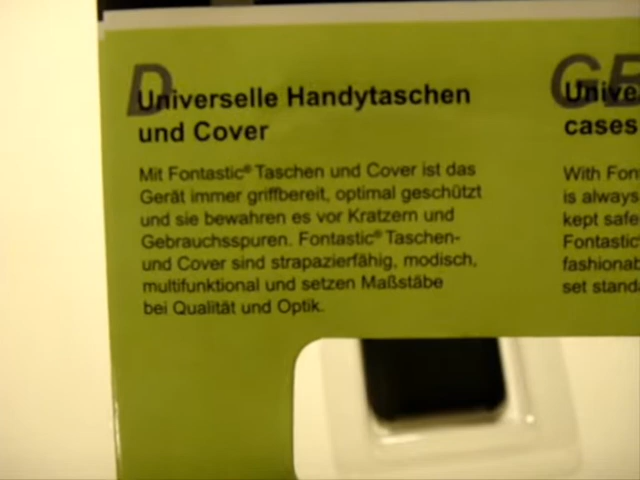 D
Universelle Handytaschen
und Cover
Mit Fontastic® Taschen und Cover ist das
Gerät immer griffbereit, optimal geschützt
und sie bewahren es vor Kratzern und
Gebrauchsspuren. Fontastic® Taschen-
und Cover sind strapazierfähig, modisch,
multifunktional und setzen Maßstäbe
bei Qualität und Optik.
GB
Unive
cases
With Fon
is always
kept safe
Fontastic
fashionab
set stand